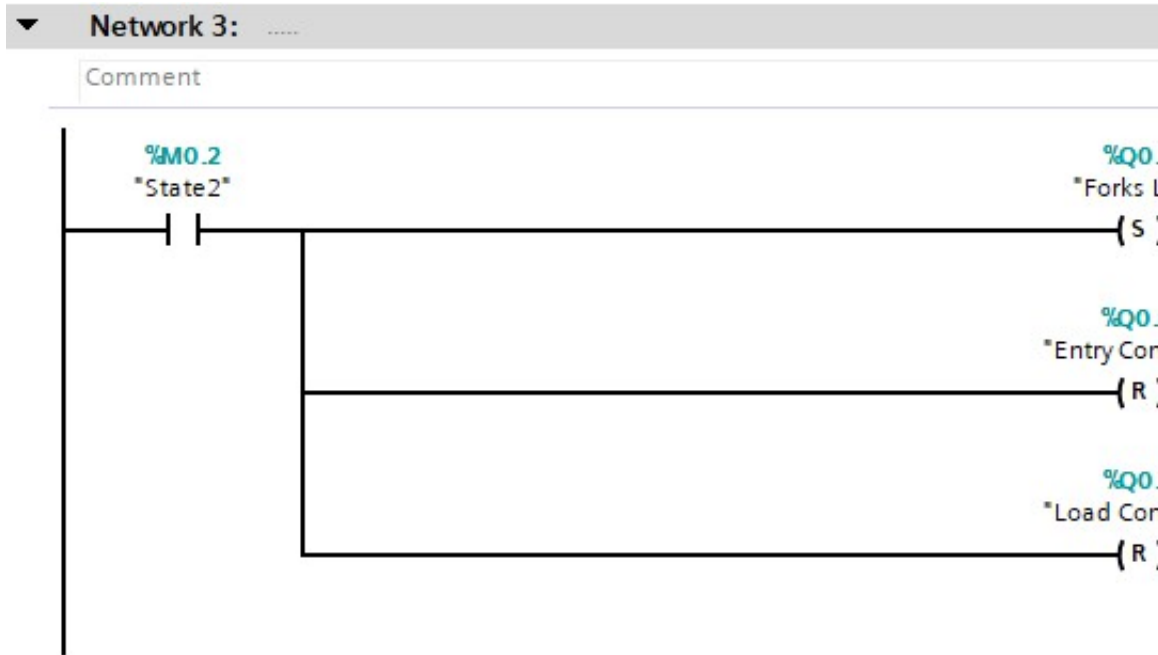 Network 3: .....
Comment
%M0.2
"State2"
%Q0.
"Forks L
S
%Q0.
"Entry Con
R
%Q0.
"Load Con
R